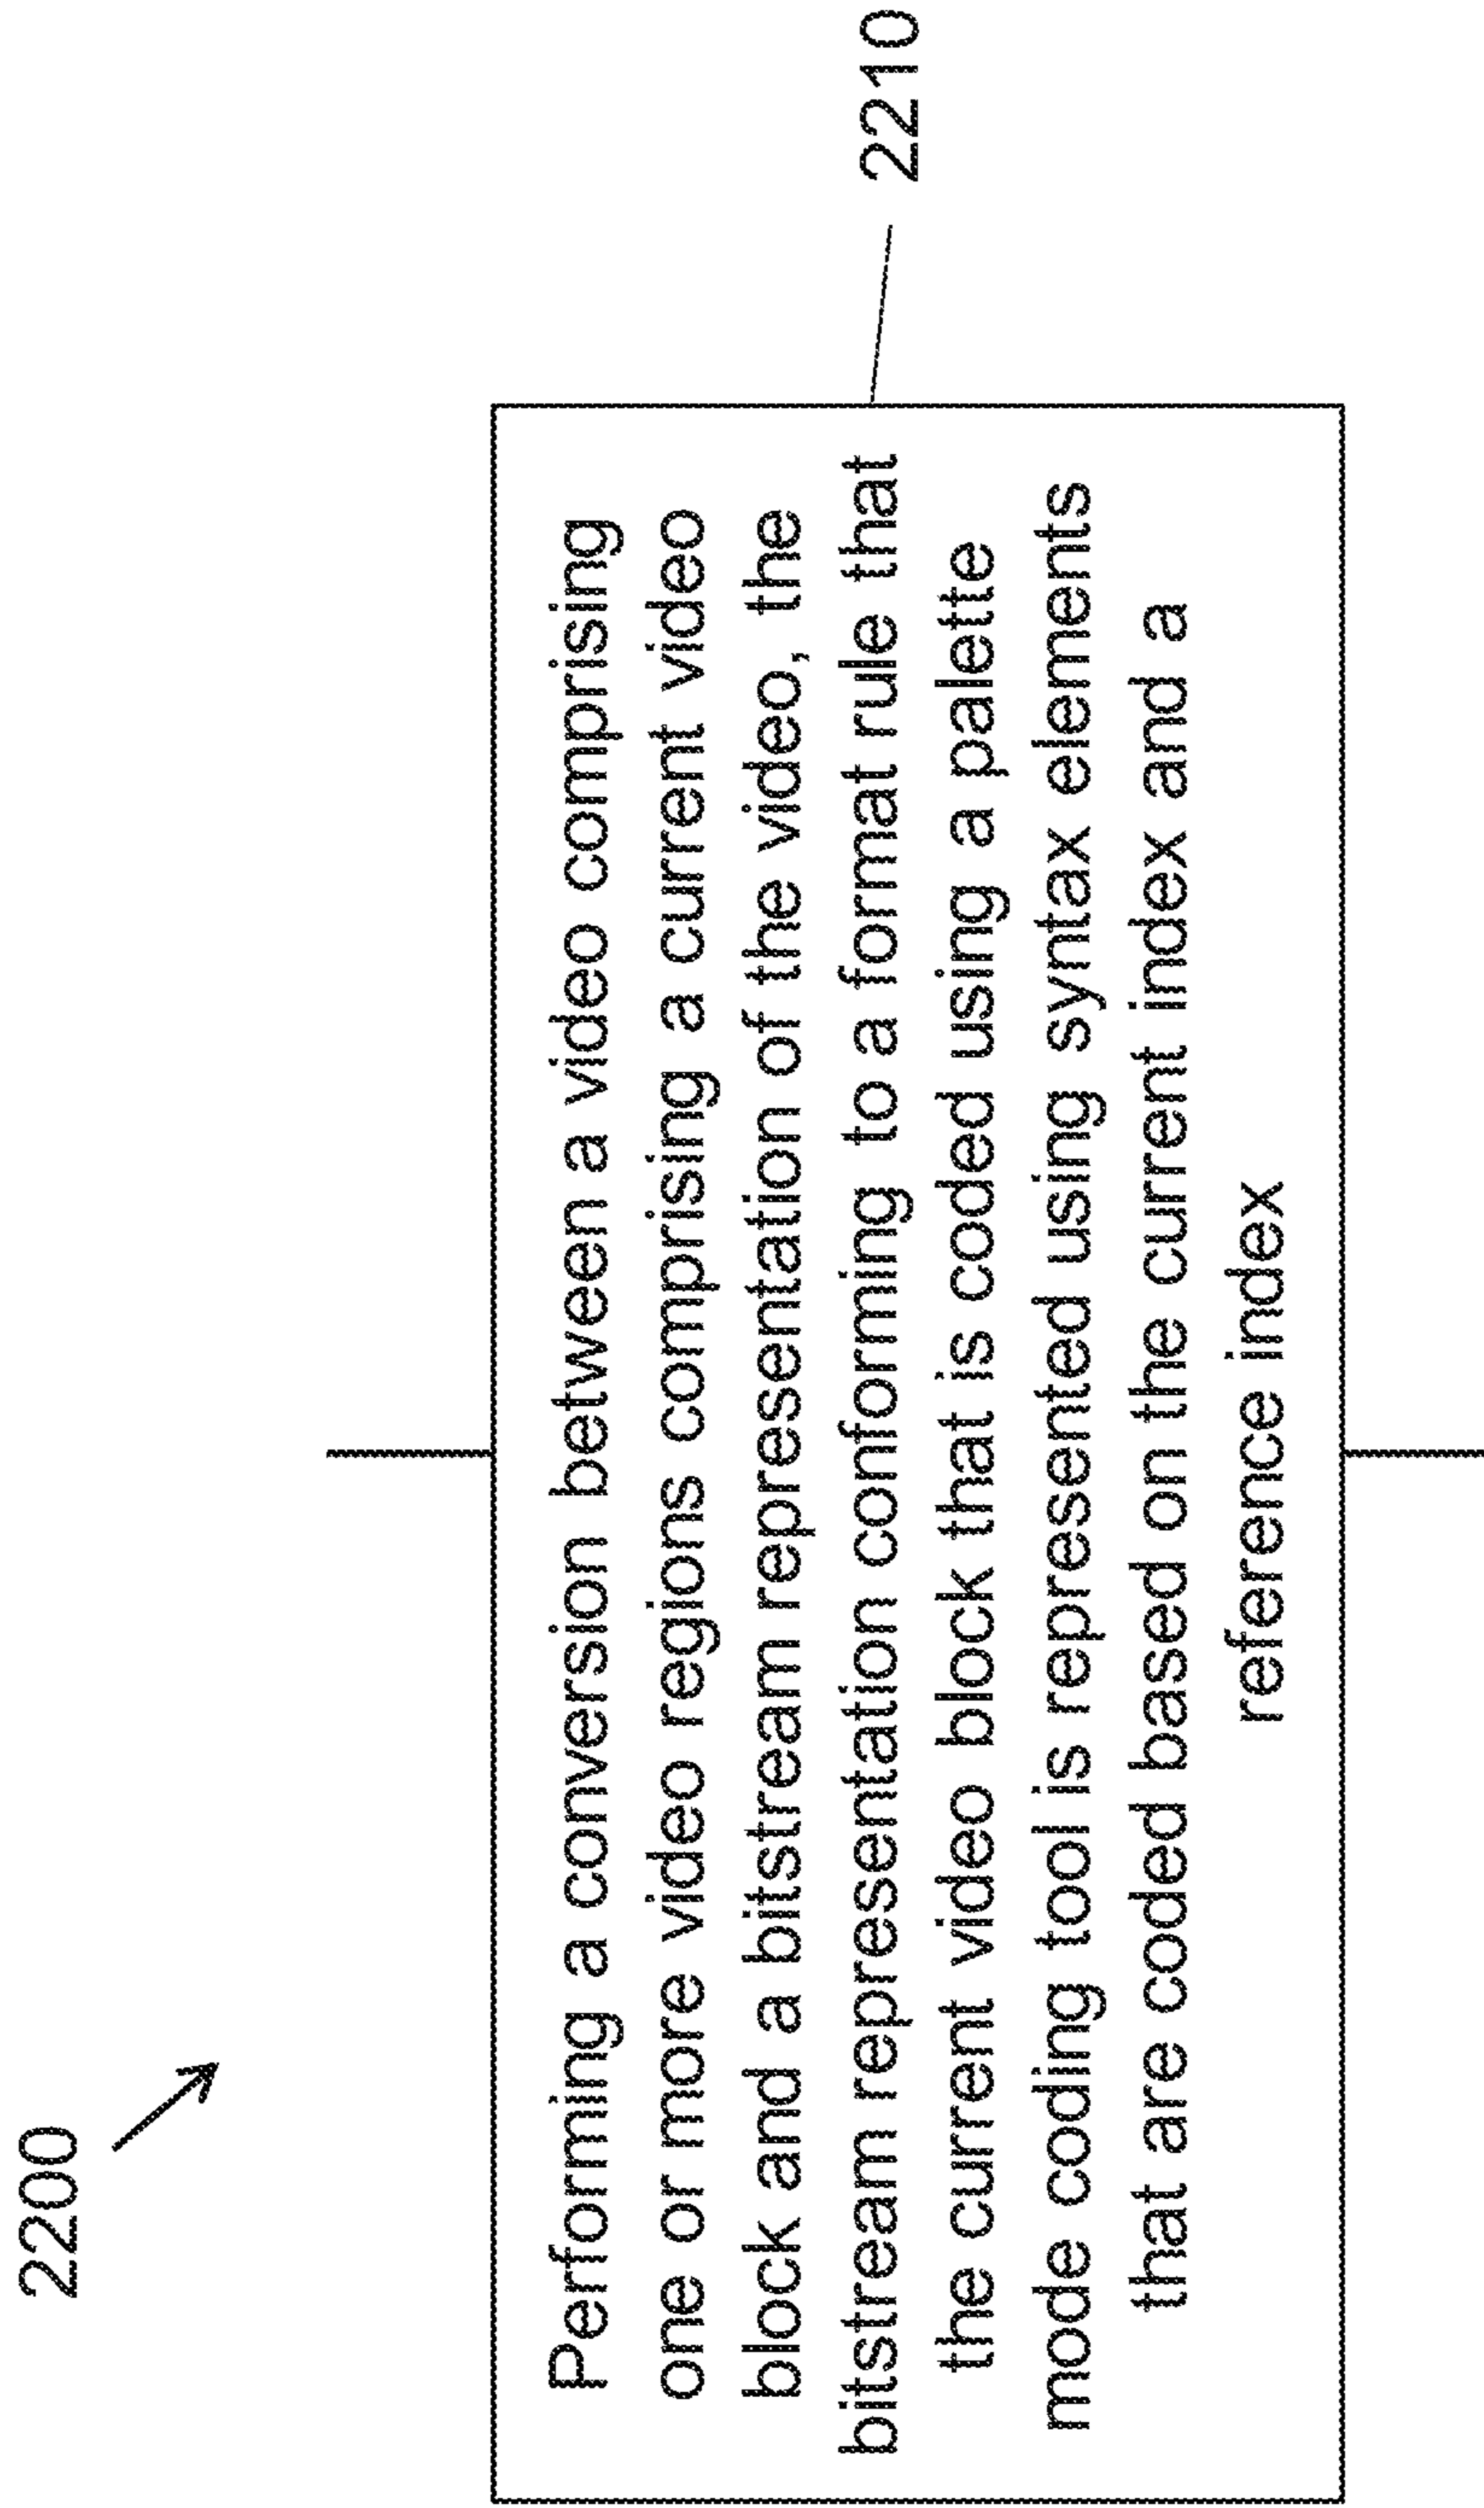 2200
Performing a conversion between a video comprising
one or more video regions comprising a current video
block and a bitstream representation of the video, the
bitstream representation conforming to a format rule that
the current video block that is coded using a palette
mode coding tool is represented using syntax elements
that are coded based on the current index and a
reference index
2210